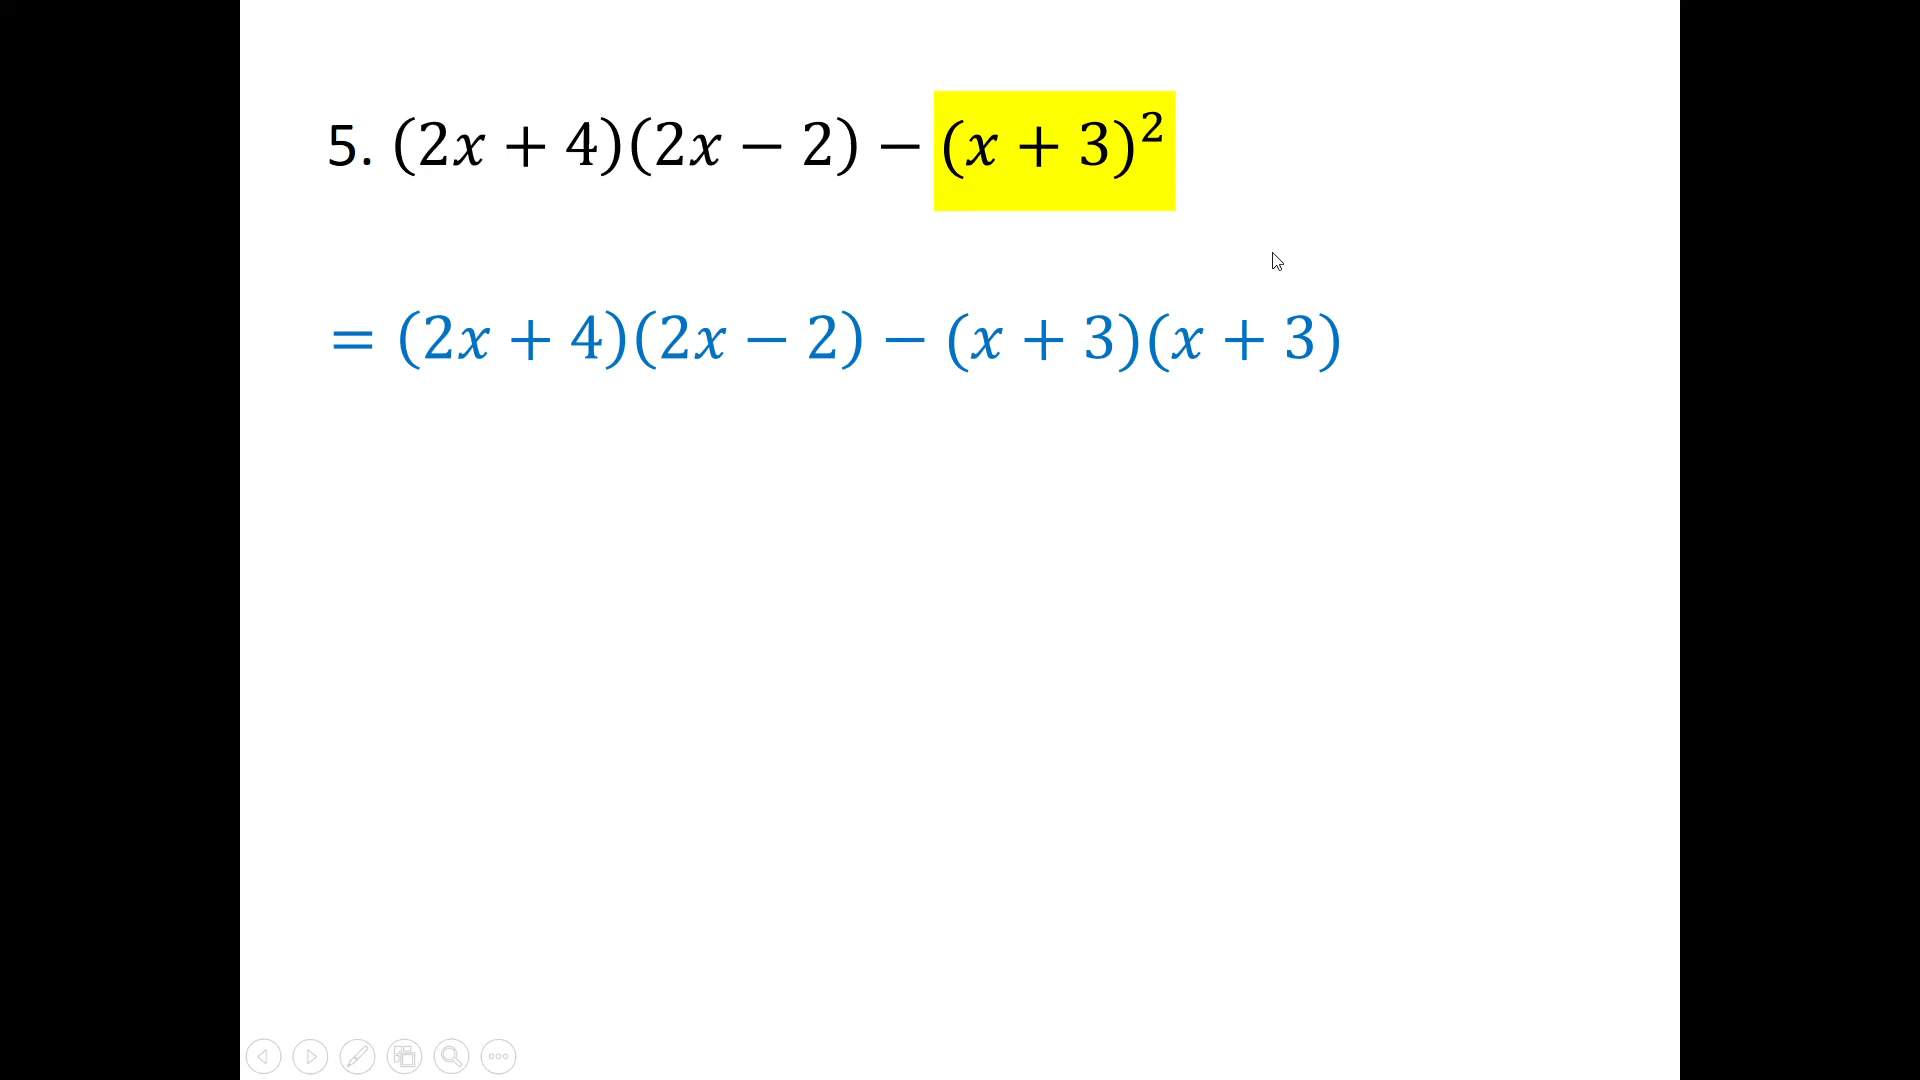 5. (2x + 4)(2x − 2) − (x + 3)²
= (2x + 4)(2x − 2) − (x + 3)(x + 3)